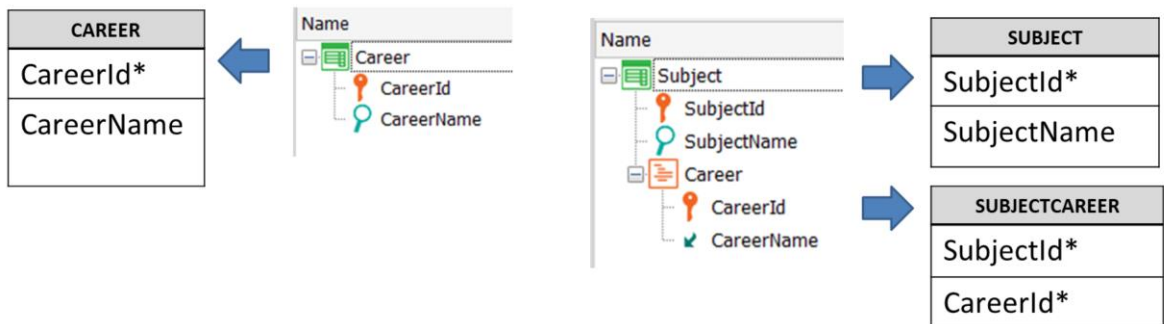 CAREER
CareerId*
CareerName
Name
Career
CareerId
CareerName
Name
Subject
SubjectId
SubjectName
Career
CareerId
CareerName
SUBJECT
SubjectId*
SubjectName
SUBJECTCAREER
SubjectId*
CareerId*